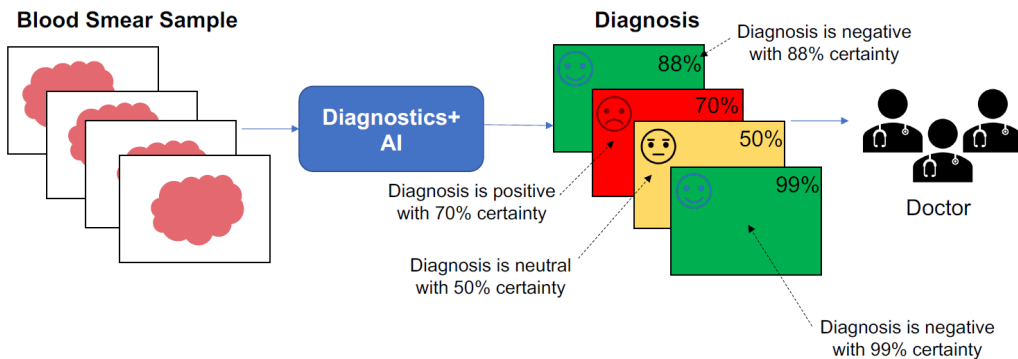 Blood Smear Sample
Diagnostics+
AI
Diagnosis
Diagnosis is negative
with 88% certainty
88%
70%
50%
99%
Diagnosis is positive
with 70% certainty
Diagnosis is neutral
with 50% certainty
Diagnosis is negative
with 99% certainty
Doctor